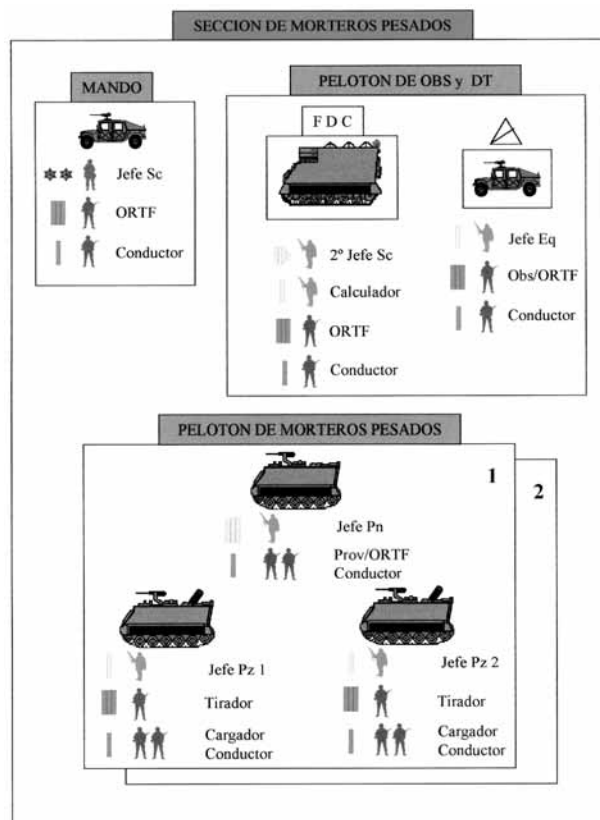 SECCION DE MORTEROS PESADOS
MANDO
Jefe Sc
ORTF
Conductor
PELOTON DE OBS y DT
F D C
2º Jefe Sc
Calculador
ORTF
Conductor
Jefe Eq
Obs/ORTF
Conductor
PELOTON DE MORTEROS PESADOS
1
2
Jefe Pn
Prov/ORTF
Conductor
Jefe Pz 1
Tirador
Cargador
Conductor
Jefe Pz 2
Tirador
Cargador
Conductor